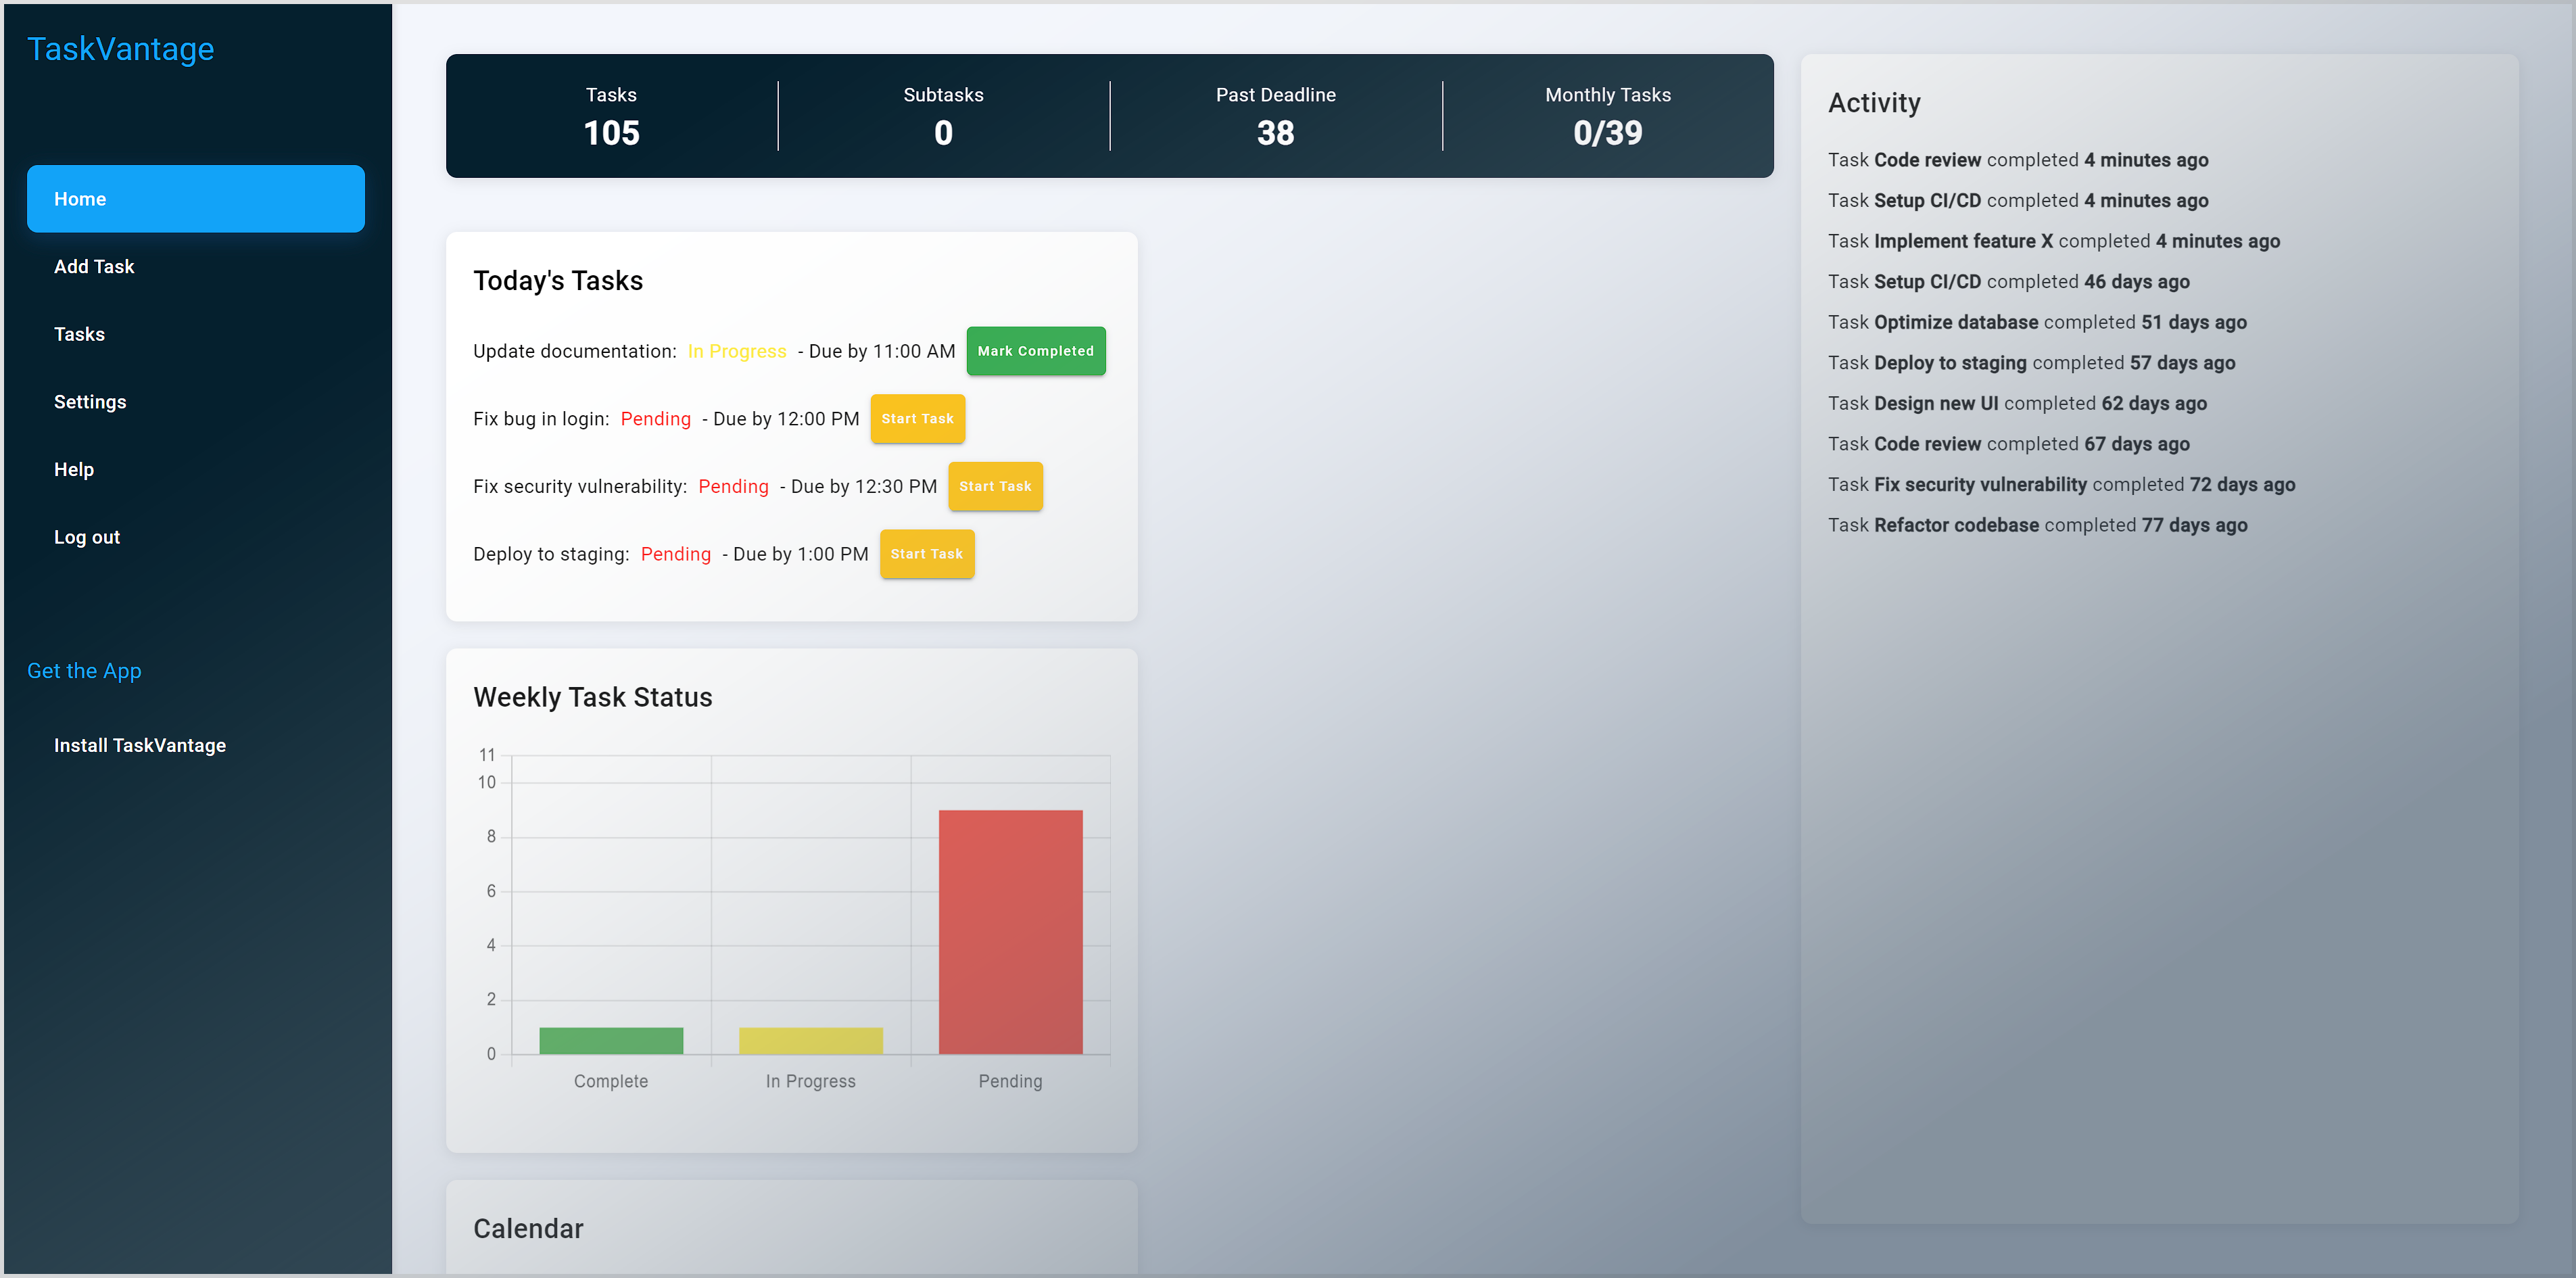 TaskVantage
Home
Add Task
Tasks
Settings
Help
Log out
Get the App
Install TaskVantage
Tasks
105
Subtasks
0
Past Deadline
38
Monthly Tasks
0/39
Today's Tasks
Update documentation: In Progress - Due by 11:00 AM Mark Completed
Fix bug in login: Pending - Due by 12:00 PM Start Task
Fix security vulnerability: Pending - Due by 12:30 PM Start Task
Deploy to staging: Pending - Due by 1:00 PM Start Task
Weekly Task Status
11
10
8
6
4
2
0
Complete In Progress Pending
Calendar
Activity
Task Code review completed 4 minutes ago
Task Setup CI/CD completed 4 minutes ago
Task Implement feature X completed 4 minutes ago
Task Setup CI/CD completed 46 days ago
Task Optimize database completed 51 days ago
Task Deploy to staging completed 57 days ago
Task Design new UI completed 62 days ago
Task Code review completed 67 days ago
Task Fix security vulnerability completed 72 days ago
Task Refactor codebase completed 77 days ago